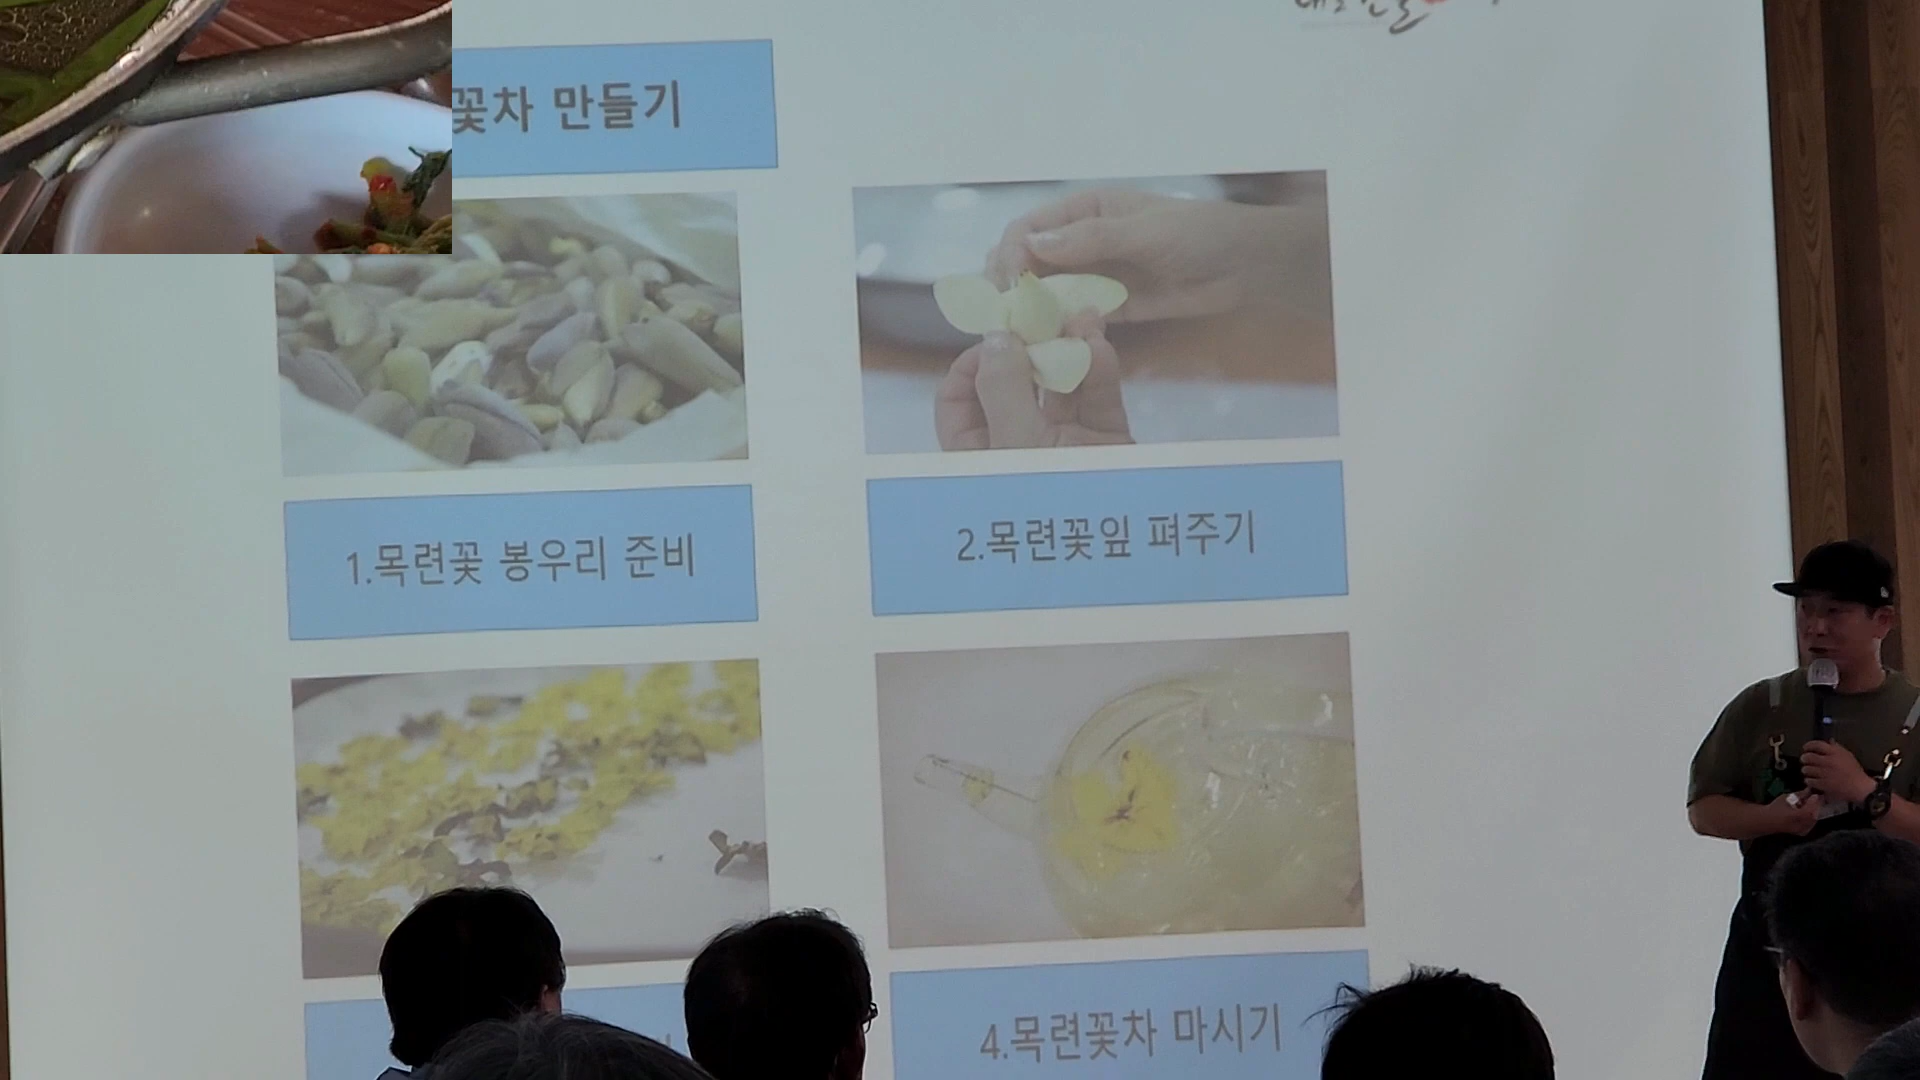 꽃차 만들기
1.목련꽃 봉우리 준비
2.목련꽃잎 펴주기
4.목련꽃차 마시기